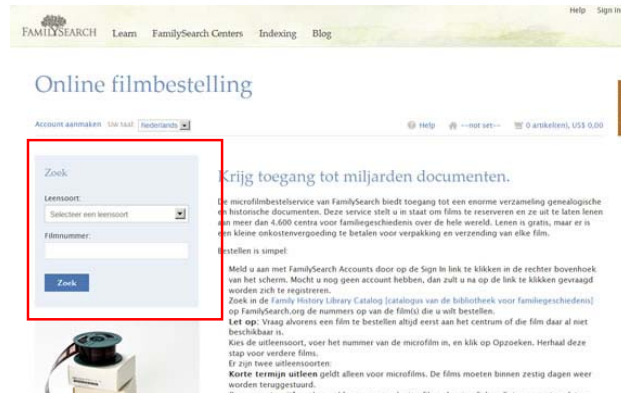 Help Sign In
FAMILYSEARCH Learn FamilySearch Centers Indexing Blog
Online filmbestelling
Account aanmaken Uw taal: Nederlands Help --not set-- 0 artikel(en), US$ 0,00
Zoek
Leensoort:
Selecteer een leensoort
Filmnummer:
Zoek
Krijg toegang tot miljarden documenten.
De microfilmbestelservice van FamilySearch biedt toegang tot een enorme verzameling genealogische
en historische documenten. Deze service stelt u in staat om films te reserveren en ze uit te laten lenen
aan meer dan 4.600 centra voor familiegeschiedenis over de hele wereld. Lenen is gratis, maar er is
een kleine onkostenvergoeding te betalen voor verpakking en verzending van elke film.
Bestellen is simpel:
Meld u aan met FamilySearch Accounts door op de Sign In link te klikken in de rechter bovenhoek
van het scherm. Mocht u nog geen account hebben, dan zult u na op de link te klikken gevraagd
worden zich te registreren.
Zoek in de Family History Library Catalog [catalogus van de bibliotheek voor familiegeschiedenis]
op FamilySearch.org de nummers op van de film(s) die u wilt bestellen.
Let op: Vraag alvorens een film te bestellen altijd eerst aan het centrum of die film daar al niet
beschikbaar is.
Kies de uitleensoort, voer het nummer van de microfilm in, en klik op Opzoeken. Herhaal deze
stap voor verdere films.
Er zijn twee uitleensoorten:
Korte termijn uitleen geldt alleen voor microfilms. De films moeten binnen zestig dagen weer
worden teruggestuurd.